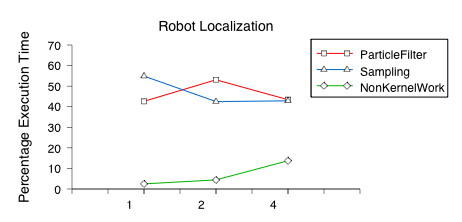 Robot Localization
Percentage Execution Time
70
60
50
40
30
20
10
0
1 2 4
ParticleFilter
Sampling
NonKernelWork